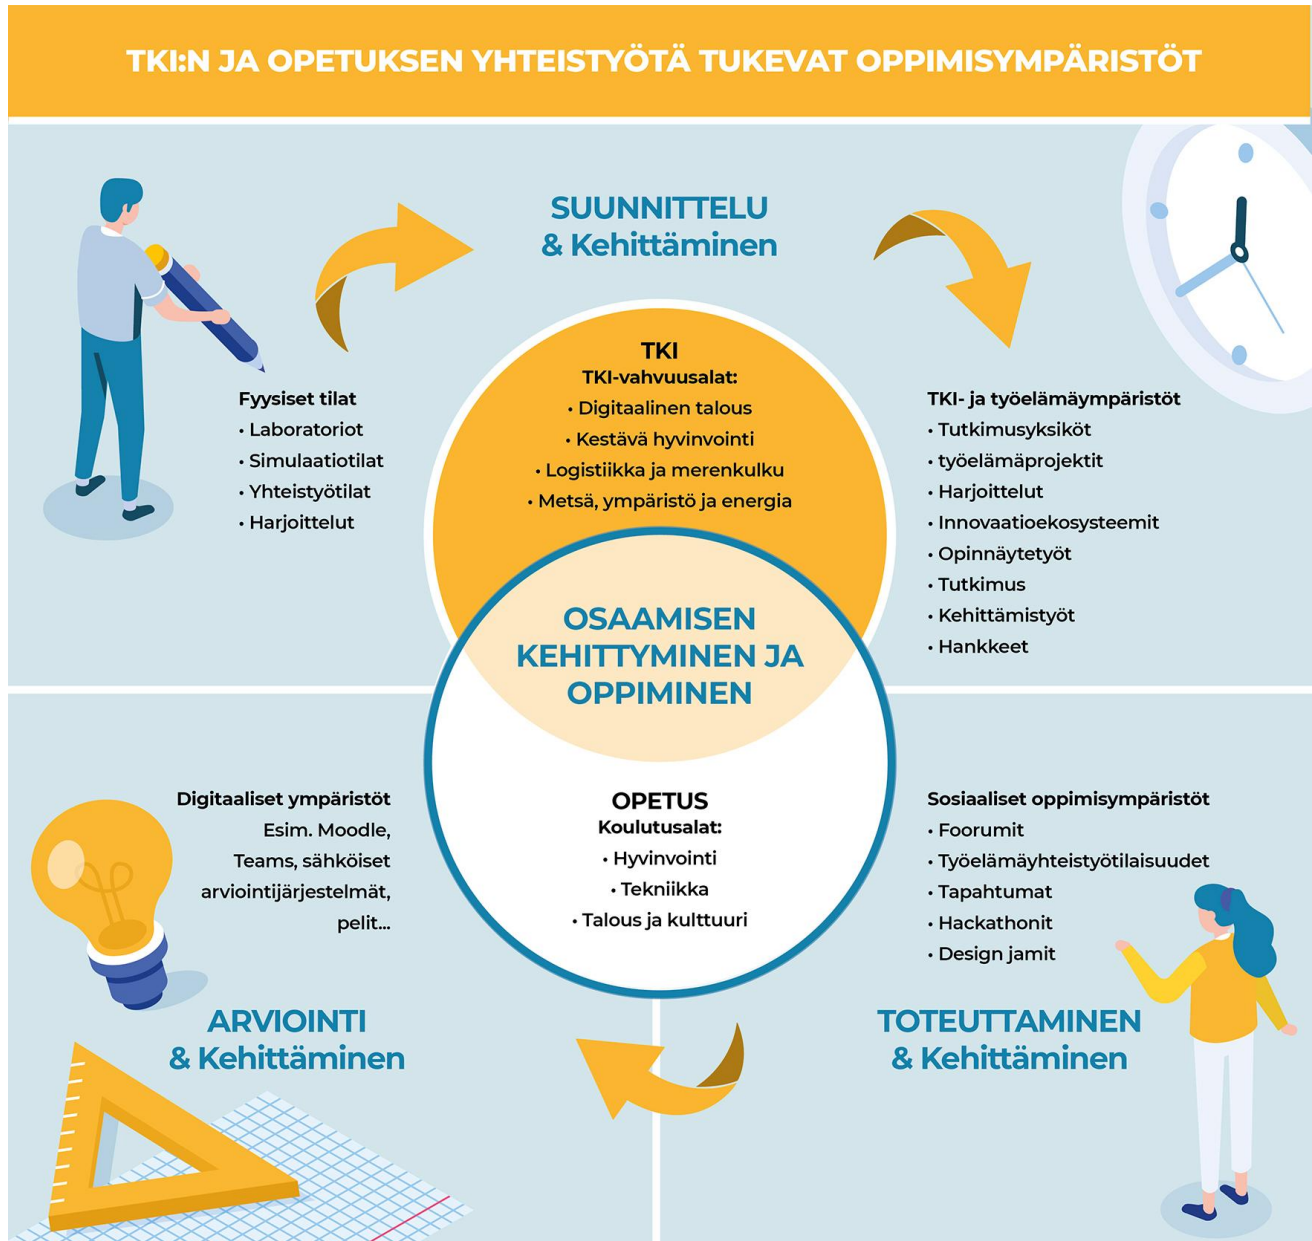 TKI:N JA OPETUKSEN YHTEISTYÖTÄ TUKEVAT OPPIMISYMPÄRISTÖT
SUUNNITTELU
& Kehittäminen
Fyysiset tilat
• Laboratoriot
• Simulaatiotilat
• Yhteistyötilat
• Harjoittelut
TKI
TKI-vahvuusalat:
• Digitaalinen talous
• Kestävä hyvinvointi
• Logistiikka ja merenkulku
• Metsä, ympäristö ja energia
TKI- ja työelämäympäristöt
• Tutkimusyksiköt
• työelämäprojektit
• Harjoittelut
• Innovaatioekosysteemit
• Opinnäytetyöt
• Tutkimus
• Kehittämistyöt
• Hankkeet
OSAAMISEN
KEHITTYMINEN JA
OPPIMINEN
Digitaaliset ympäristöt
Esim. Moodle,
Teams, sähköiset
arviointijärjestelmät,
pelit...
OPETUS
Koulutusalat:
• Hyvinvointi
• Tekniikka
• Talous ja kulttuuri
Sosiaaliset oppimisympäristöt
• Foorumit
• Työelämäyhteistyötilaisuudet
• Tapahtumat
• Hackathonit
• Design jamit
ARVIOINTI
& Kehittäminen
TOTEUTTAMINEN
& Kehittäminen